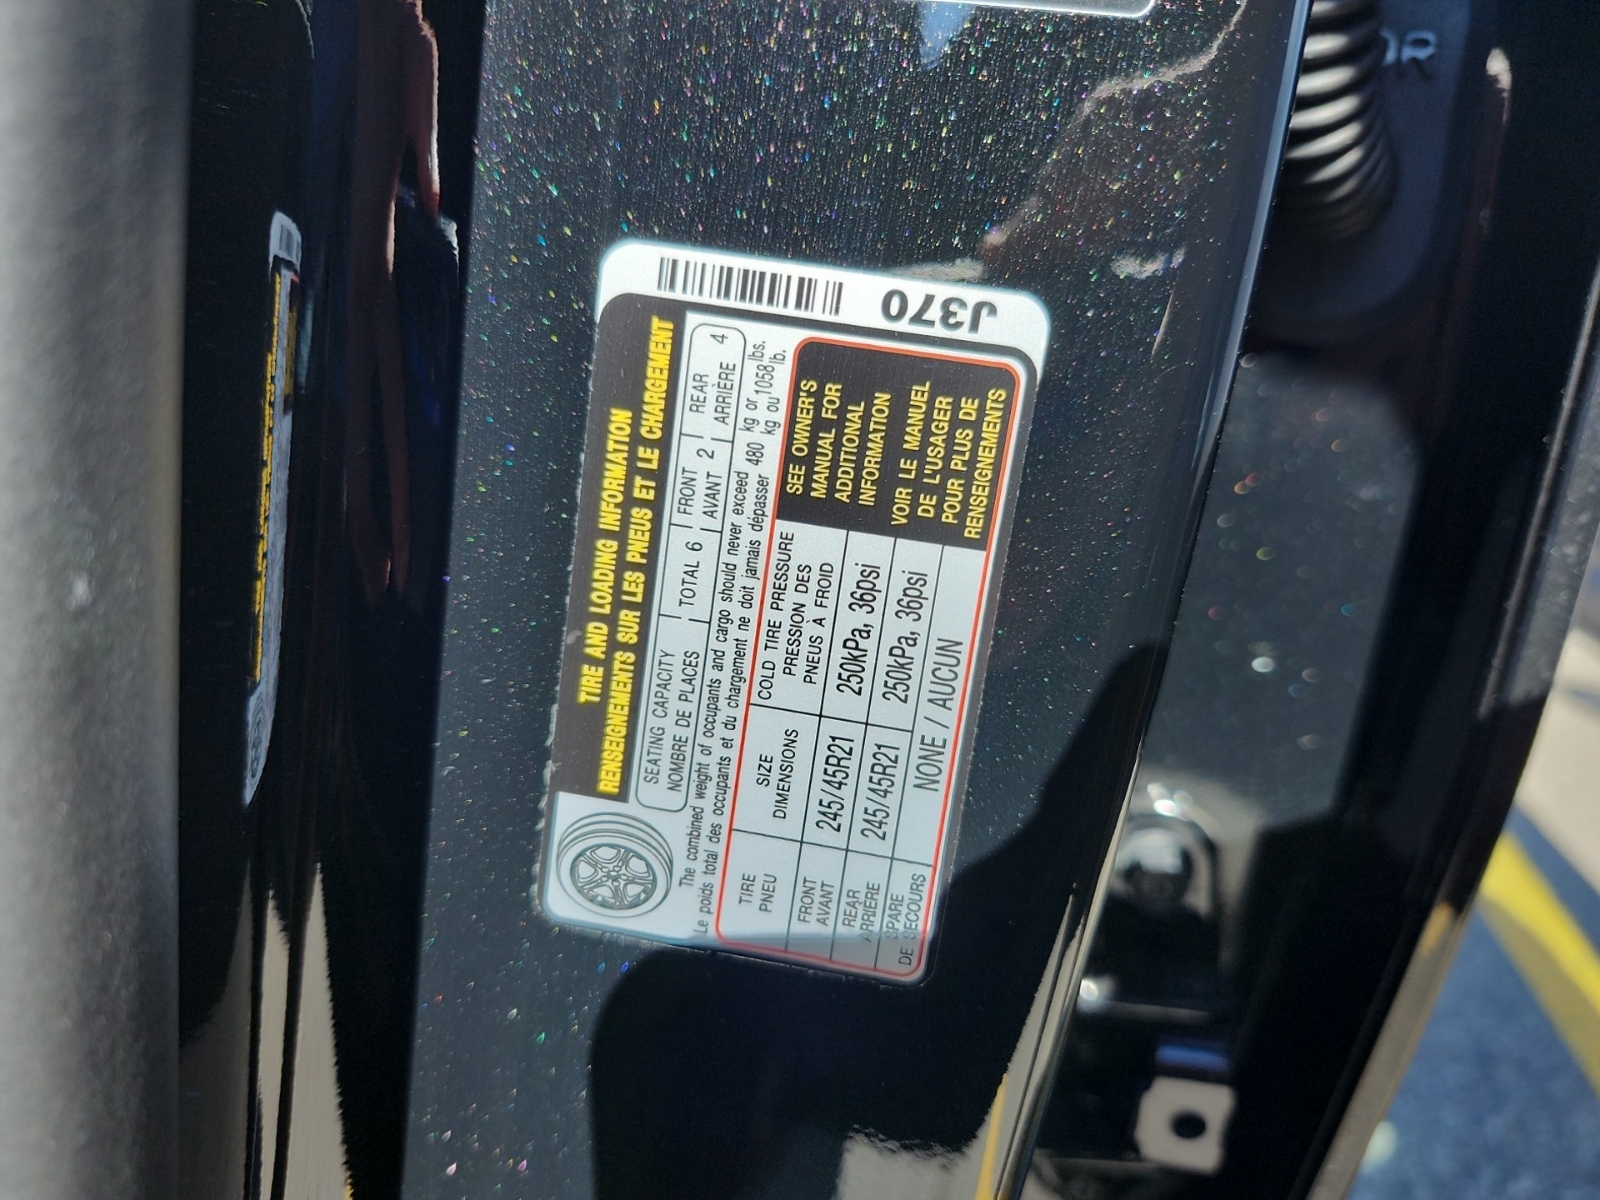 J370
TIRE AND LOADING INFORMATION
RENSEIGNEMENTS SUR LES PNEUS ET LE CHARGEMENT
SEATING CAPACITY
NOMBRE DE PLACES
TOTAL 6
FRONT
AVANT 2
REAR
ARRIÈRE 4
The combined weight of occupants and cargo should never exceed 480 kg or 1058 lbs.
Le poids total des occupants et du chargement ne doit jamais dépasser 480 kg ou 1058 lb.
TIRE
PNEU
SIZE
DIMENSIONS
COLD TIRE PRESSURE
PRESSION DES
PNEUS À FROID
FRONT
AVANT
245/45R21
250kPa, 36psi
REAR
ARRIÈRE
245/45R21
250kPa, 36psi
SPARE
DE SECOURS
NONE / AUCUN
SEE OWNER'S
MANUAL FOR
ADDITIONAL
INFORMATION
VOIR LE MANUEL
DE L'USAGER
POUR PLUS DE
RENSEIGNEMENTS